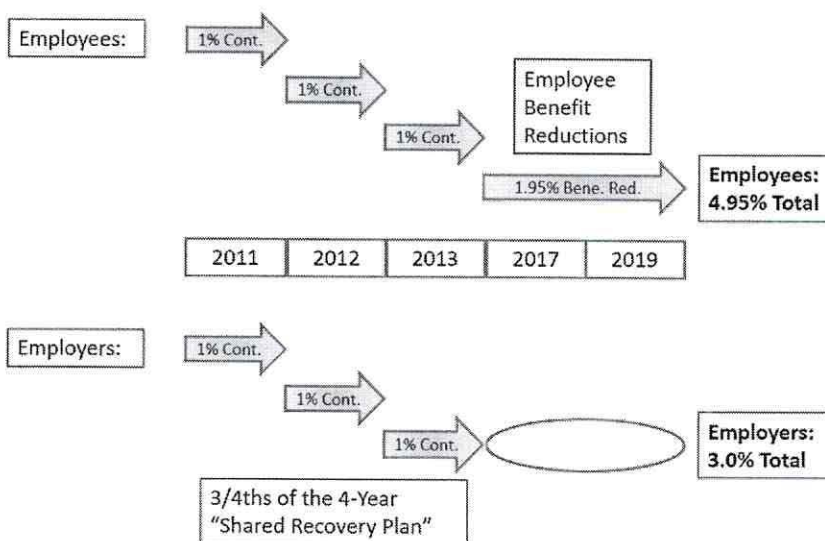 Employees:
1% Cont.
1% Cont.
1% Cont.
Employee
Benefit
Reductions
1.95% Bene. Red.
Employees:
4.95% Total
2011 2012 2013 2017 2019
Employers:
1% Cont.
1% Cont.
1% Cont.
Employers:
3.0% Total
3/4ths of the 4-Year
“Shared Recovery Plan”